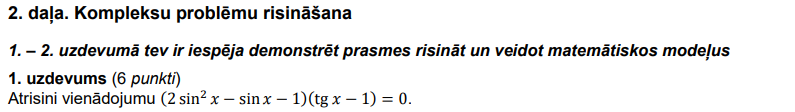 2. daļa. Kompleksu problēmu risināšana
1. – 2. uzdevumā tev ir iespēja demonstrēt prasmes risināt un veidot matemātiskos modeļus
1. uzdevums (6 punkti)
Atrisini vienādojumu (2 sin² x − sin x − 1)(tg x − 1) = 0.